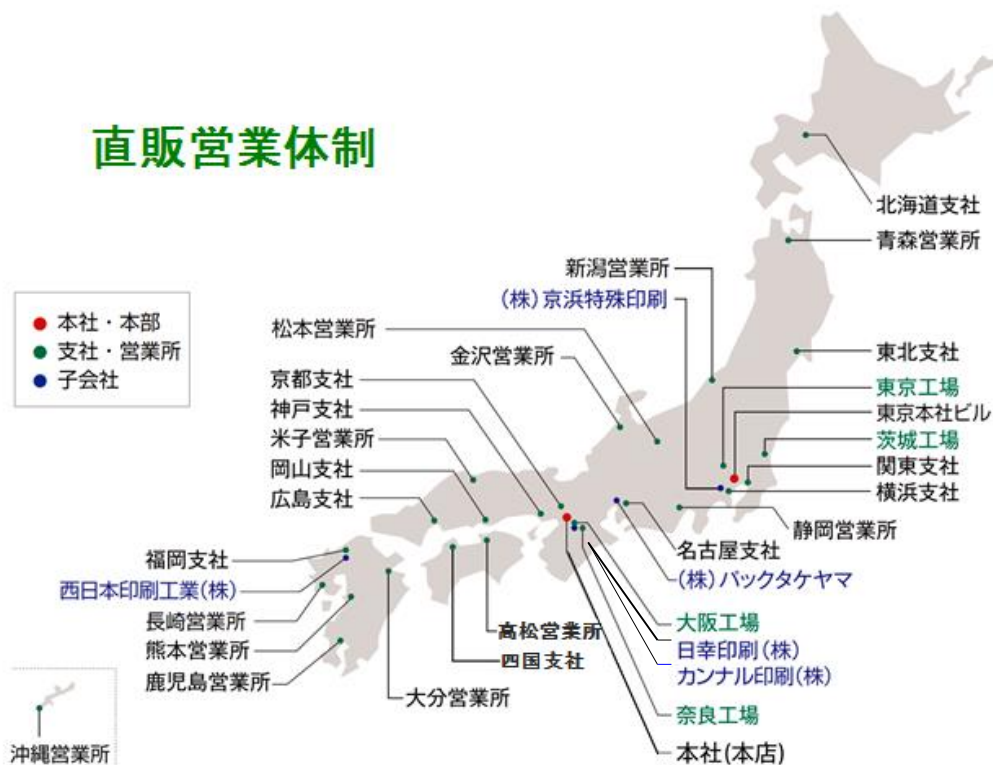 直販営業体制
本社・本部
支社・営業所
子会社
北海道支社
青森営業所
新潟営業所
(株)京浜特殊印刷
松本営業所
金沢営業所
東北支社
京都支社
東京工場
神戸支社
東京本社ビル
米子営業所
茨城工場
岡山支社
関東支社
広島支社
横浜支社
静岡営業所
福岡支社
名古屋支社
西日本印刷工業(株)
(株)パックタケヤマ
長崎営業所
大阪工場
高松営業所
熊本営業所
日幸印刷(株)
四国支社
カンナル印刷(株)
鹿児島営業所
大分営業所
奈良工場
沖縄営業所
本社(本店)